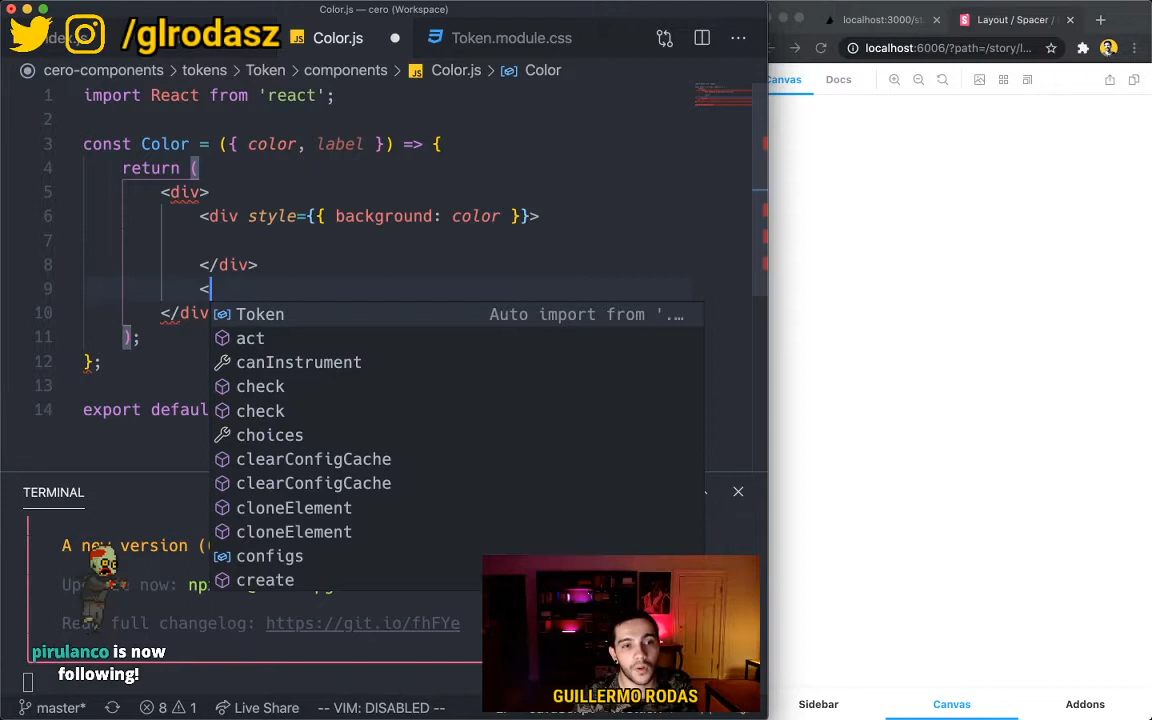 Color.js — cero (Workspace)
/glrodasz
Color.js
Token.module.css
localhost:3000/st
Layout / Spacer /
localhost:6006/?path=/story/l...
cero-components > tokens > Token > components > Color.js > Color
Canvas
Docs
1 import React from 'react';
2
3 const Color = ({ color, label }) => {
4 return (
5 <div>
6 <div style={{ background: color }}>
7
8 </div>
9 <
10 </div
11 );
12 };
13
14 export defaul
Token Auto import from '.…
act
canInstrument
check
check
choices
clearConfigCache
clearConfigCache
cloneElement
cloneElement
configs
create
TERMINAL
A new version (
Update now:
Read full changelog: https://git.io/fhFYe
pirulanco is now
following!
GUILLERMO RODAS
master* 8 1 Live Share -- VIM: DISABLED --
Sidebar
Canvas
Addons